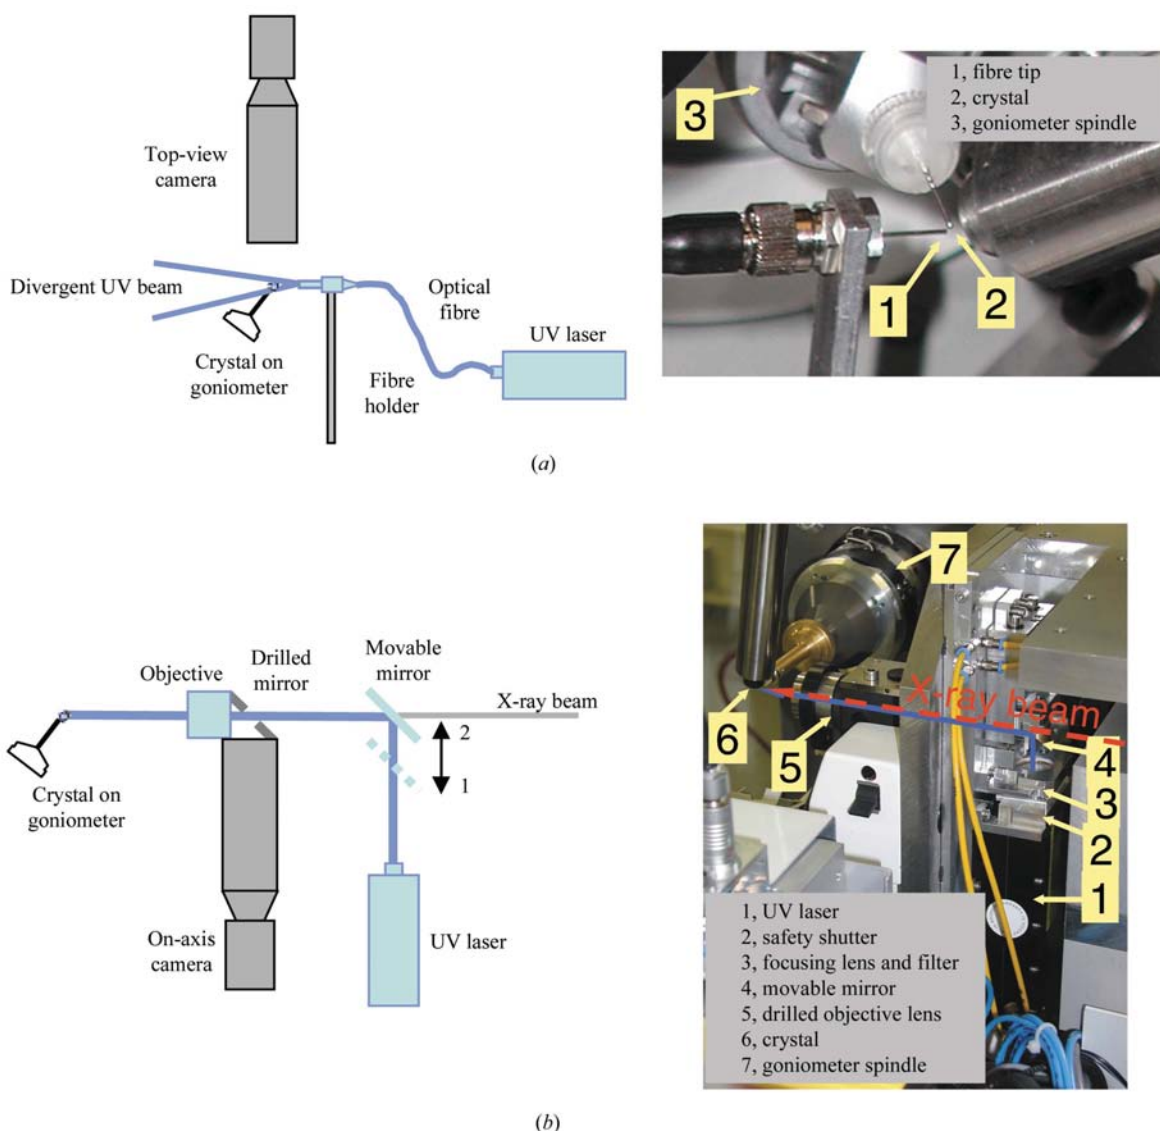 Top-view
camera
Divergent UV beam
Crystal on
goniometer
Optical
fibre
Fibre
holder
UV laser
1, fibre tip
2, crystal
3, goniometer spindle
3
1
2
(a)
Objective
Drilled
mirror
Movable
mirror
X-ray beam
2
1
Crystal on
goniometer
On-axis
camera
UV laser
7
X-ray beam
6
5
4
3
2
1
1, UV laser
2, safety shutter
3, focusing lens and filter
4, movable mirror
5, drilled objective lens
6, crystal
7, goniometer spindle
(b)